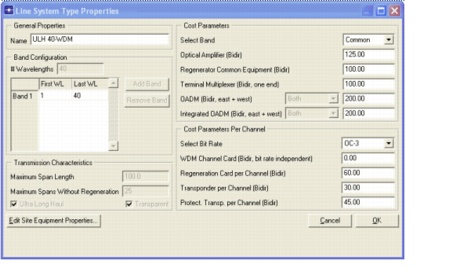 Line System Type Properties
General Properties
Name ULH 40-WDM
Band Configuration
# Wavelengths 40
First WL Last WL
Band 1 1 40
Add Band
Remove Band
Transmission Characteristics
Maximum Span Length 100.0
Maximum Spans Without Regeneration 25
Ultra Long Haul Transparent
Edit Site Equipment Properties...
Cost Parameters
Select Band Common
Optical Amplifier (Bidir) 125.00
Regenerator Common Equipment (Bidir) 100.00
Terminal Multiplexer (Bidir, one end) 100.00
OADM (Bidir, east + west) Both 200.00
Integrated OADM (Bidir, east + west) Both 200.00
Cost Parameters Per Channel
Select Bit Rate OC-3
WDM Channel Card (Bidir, bit rate independent) 0.00
Regeneration Card per Channel (Bidir) 60.00
Transponder per Channel (Bidir) 30.00
Protect. Transp. per Channel (Bidir) 45.00
Cancel OK